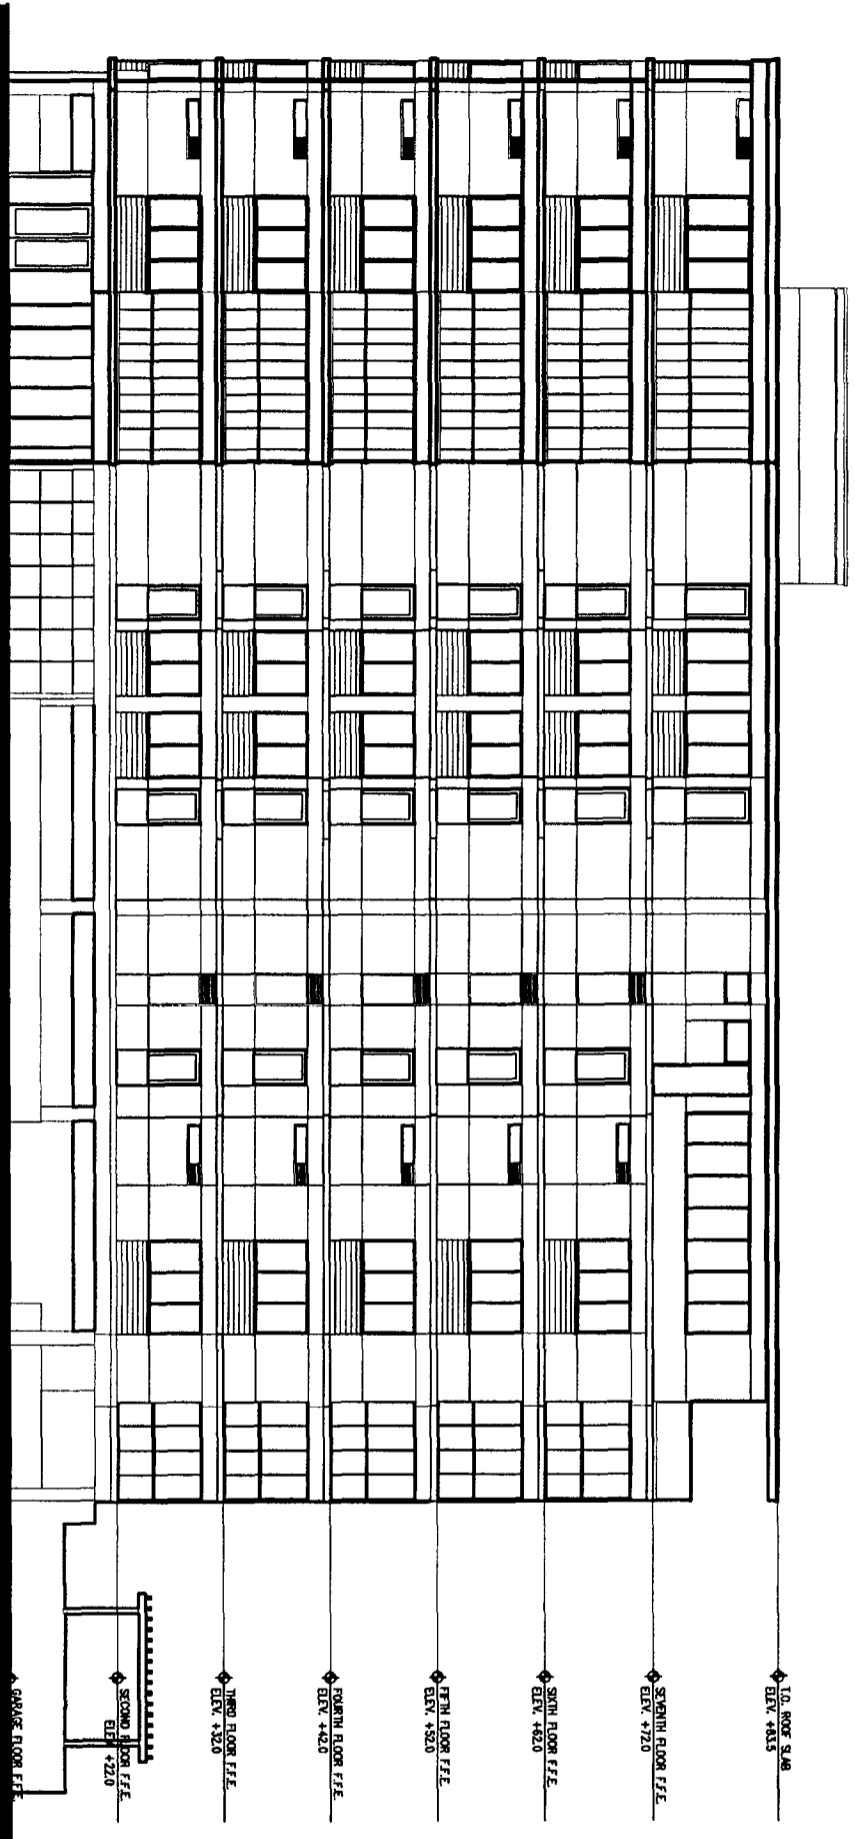 T.O. ROOF SLAB
ELEV. +83.5
SEVENTH FLOOR F.F.E.
ELEV. +72.0
SIXTH FLOOR F.F.E.
ELEV. +62.0
FIFTH FLOOR F.F.E.
ELEV. +52.0
FOURTH FLOOR F.F.E.
ELEV. +42.0
THIRD FLOOR F.F.E.
ELEV. +32.0
SECOND FLOOR F.F.E.
ELEV. +22.0
GARAGE FLOOR F.F.E.